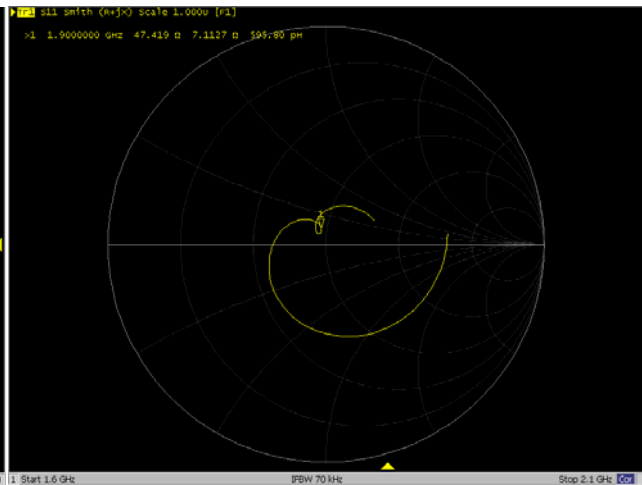 Tr1 S11 Smith (R+jX) Scale 1.000U [F1]
>1 1.9000000 GHz 47.419 Ω 7.1127 Ω 595.80 pH
1
1 Start 1.6 GHz IFBW 70 kHz Stop 2.1 GHz Cor